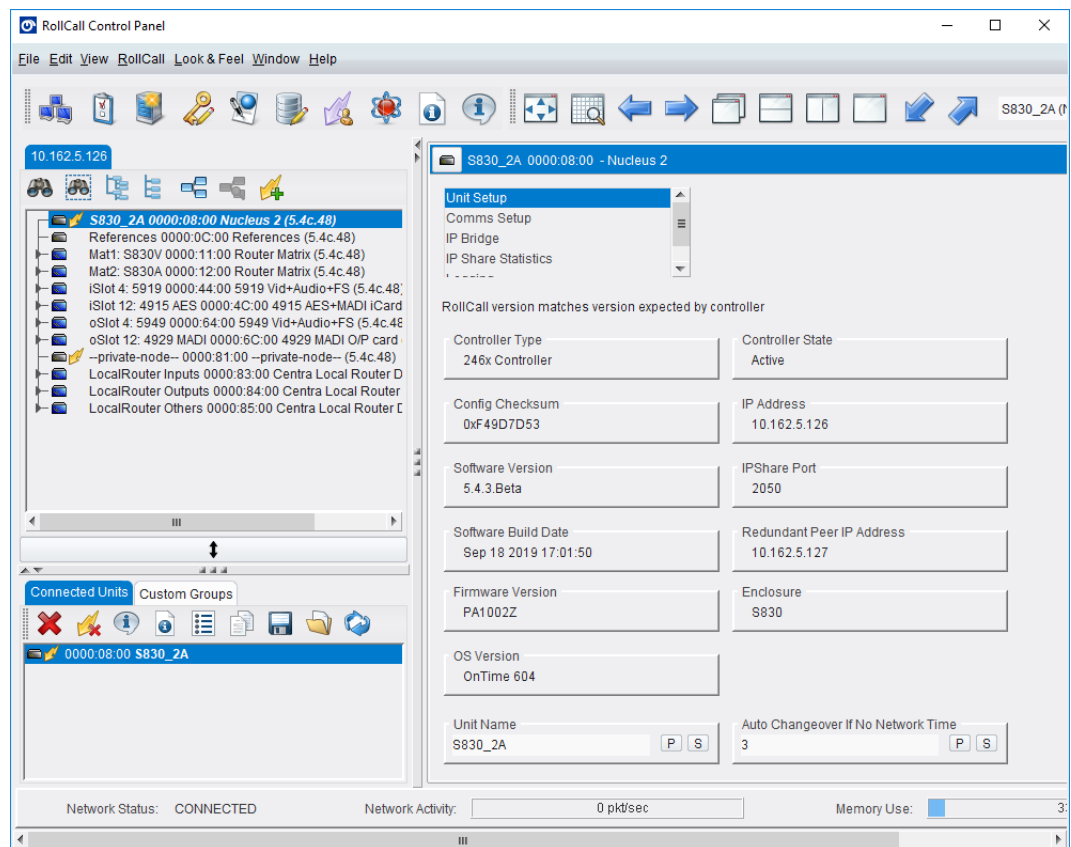 RollCall Control Panel
File Edit View RollCall Look & Feel Window Help
S830_2A
10.162.5.126
S830_2A 0000:08:00 Nucleus 2 (5.4c.48)
References 0000:0C:00 References (5.4c.48)
Mat1: S830V 0000:11:00 Router Matrix (5.4c.48)
Mat2: S830A 0000:12:00 Router Matrix (5.4c.48)
iSlot 4: 5919 0000:44:00 5919 Vid+Audio+FS (5.4c.48)
iSlot 12: 4915 AES 0000:4C:00 4915 AES+MADI iCard
oSlot 4: 5949 0000:64:00 5949 Vid+Audio+FS (5.4c.48
oSlot 12: 4929 MADI 0000:6C:00 4929 MADI O/P card
--private-node-- 0000:81:00 --private-node-- (5.4c.48)
LocalRouter Inputs 0000:83:00 Centra Local Router D
LocalRouter Outputs 0000:84:00 Centra Local Router
LocalRouter Others 0000:85:00 Centra Local Router
Connected Units Custom Groups
0000:08:00 S830_2A
S830_2A 0000:08:00 - Nucleus 2
Unit Setup
Comms Setup
IP Bridge
IP Share Statistics
RollCall version matches version expected by controller
Controller Type
246x Controller
Controller State
Active
Config Checksum
0xF49D7D53
IP Address
10.162.5.126
Software Version
5.4.3.Beta
IPShare Port
2050
Software Build Date
Sep 18 2019 17:01:50
Redundant Peer IP Address
10.162.5.127
Firmware Version
PA1002Z
Enclosure
S830
OS Version
OnTime 604
Unit Name
S830_2A P S
Auto Changeover If No Network Time
3 P S
Network Status: CONNECTED Network Activity: 0 pkt/sec Memory Use: